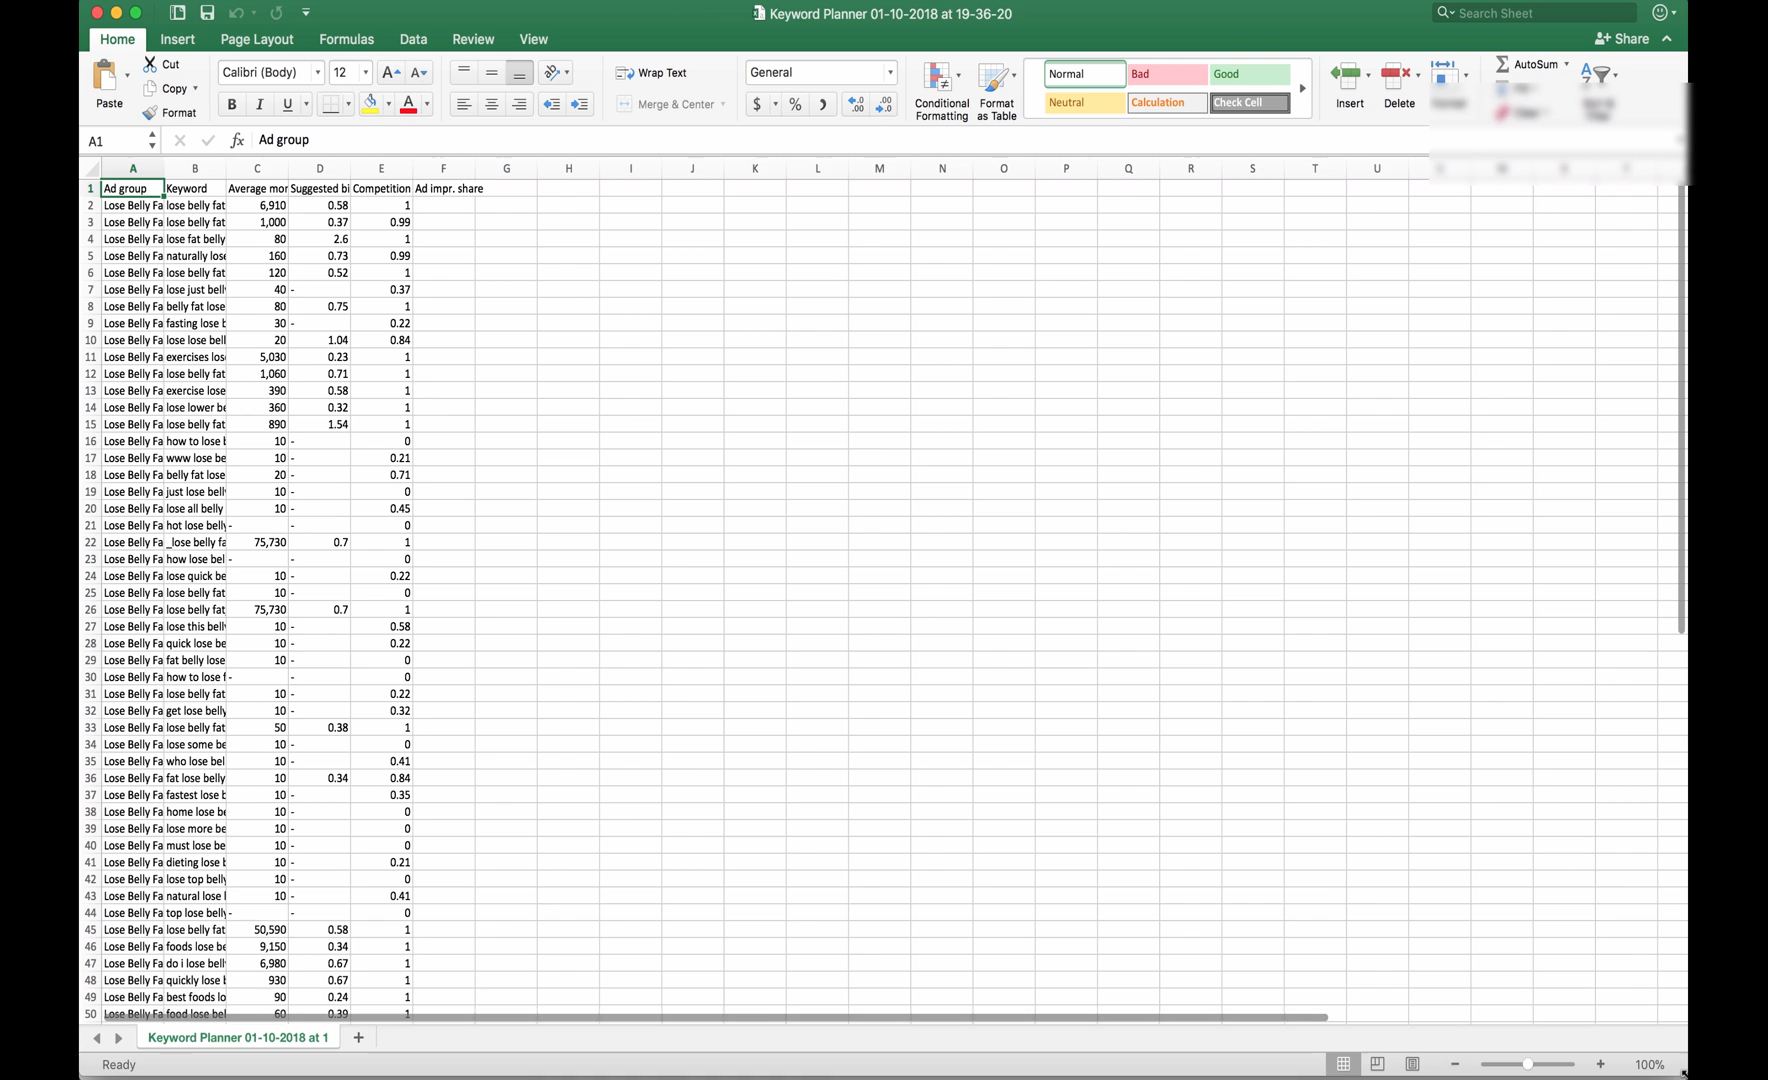 Keyword Planner 01-10-2018 at 19-36-20
Search Sheet
Home Insert Page Layout Formulas Data Review View
Share
Paste
Cut
Copy
Format
Calibri (Body) 12
B I U
Wrap Text
Merge & Center
General
$ %
Conditional Formatting
Format as Table
Normal Bad Good
Neutral Calculation Check Cell
Insert
Delete
AutoSum
A1 fx Ad group
A B C D E F G H I J K L M N O P Q R S T U
1 Ad group Keyword Average mor Suggested bi Competition Ad impr. share
2 Lose Belly Fa lose belly fat 6,910 0.58 1
3 Lose Belly Fa lose belly fat 1,000 0.37 0.99
4 Lose Belly Fa lose fat belly 80 2.6 1
5 Lose Belly Fa naturally lose 160 0.73 0.99
6 Lose Belly Fa lose belly fat 120 0.52 1
7 Lose Belly Fa lose just bell 40 - 0.37
8 Lose Belly Fa belly fat lose 80 0.75 1
9 Lose Belly Fa fasting lose b 30 - 0.22
10 Lose Belly Fa lose lose bell 20 1.04 0.84
11 Lose Belly Fa exercises lose 5,030 0.23 1
12 Lose Belly Fa lose belly fat 1,060 0.71 1
13 Lose Belly Fa exercise lose 390 0.58 1
14 Lose Belly Fa lose lower be 360 0.32 1
15 Lose Belly Fa lose belly fat 890 1.54 1
16 Lose Belly Fa how to lose b 10 - 0
17 Lose Belly Fa www lose be 10 - 0.21
18 Lose Belly Fa belly fat lose 20 - 0.71
19 Lose Belly Fa just lose bell 10 - 0
20 Lose Belly Fa lose all belly 10 - 0.45
21 Lose Belly Fa hot lose belly - - 0
22 Lose Belly Fa _lose belly fa 75,730 0.7 1
23 Lose Belly Fa how lose bel - - 0
24 Lose Belly Fa lose quick be 10 - 0.22
25 Lose Belly Fa lose belly fat 10 - 0
26 Lose Belly Fa lose belly fat 75,730 0.7 1
27 Lose Belly Fa lose this bell 10 - 0.58
28 Lose Belly Fa quick lose be 10 - 0.22
29 Lose Belly Fa fat belly lose 10 - 0
30 Lose Belly Fa how to lose f - - 0
31 Lose Belly Fa lose belly fat 10 - 0.22
32 Lose Belly Fa get lose belly 10 - 0.32
33 Lose Belly Fa lose belly fat 50 0.38 1
34 Lose Belly Fa lose some be 10 - 0
35 Lose Belly Fa who lose bel 10 - 0.41
36 Lose Belly Fa fat lose belly 10 0.34 0.84
37 Lose Belly Fa fastest lose b 10 - 0.35
38 Lose Belly Fa home lose be 10 - 0
39 Lose Belly Fa lose more be 10 - 0
40 Lose Belly Fa must lose be 10 - 0
41 Lose Belly Fa dieting lose b 10 - 0.21
42 Lose Belly Fa lose top belly 10 - 0
43 Lose Belly Fa natural lose b 10 - 0.41
44 Lose Belly Fa top lose belly - - 0
45 Lose Belly Fa lose belly fat 50,590 0.58 1
46 Lose Belly Fa foods lose be 9,150 0.34 1
47 Lose Belly Fa do i lose bell 6,980 0.67 1
48 Lose Belly Fa quickly lose b 930 0.67 1
49 Lose Belly Fa best foods lo 90 0.24 1
50 Lose Belly Fa food lose bel 60 0.39 1
Keyword Planner 01-10-2018 at 1 +
Ready
100%